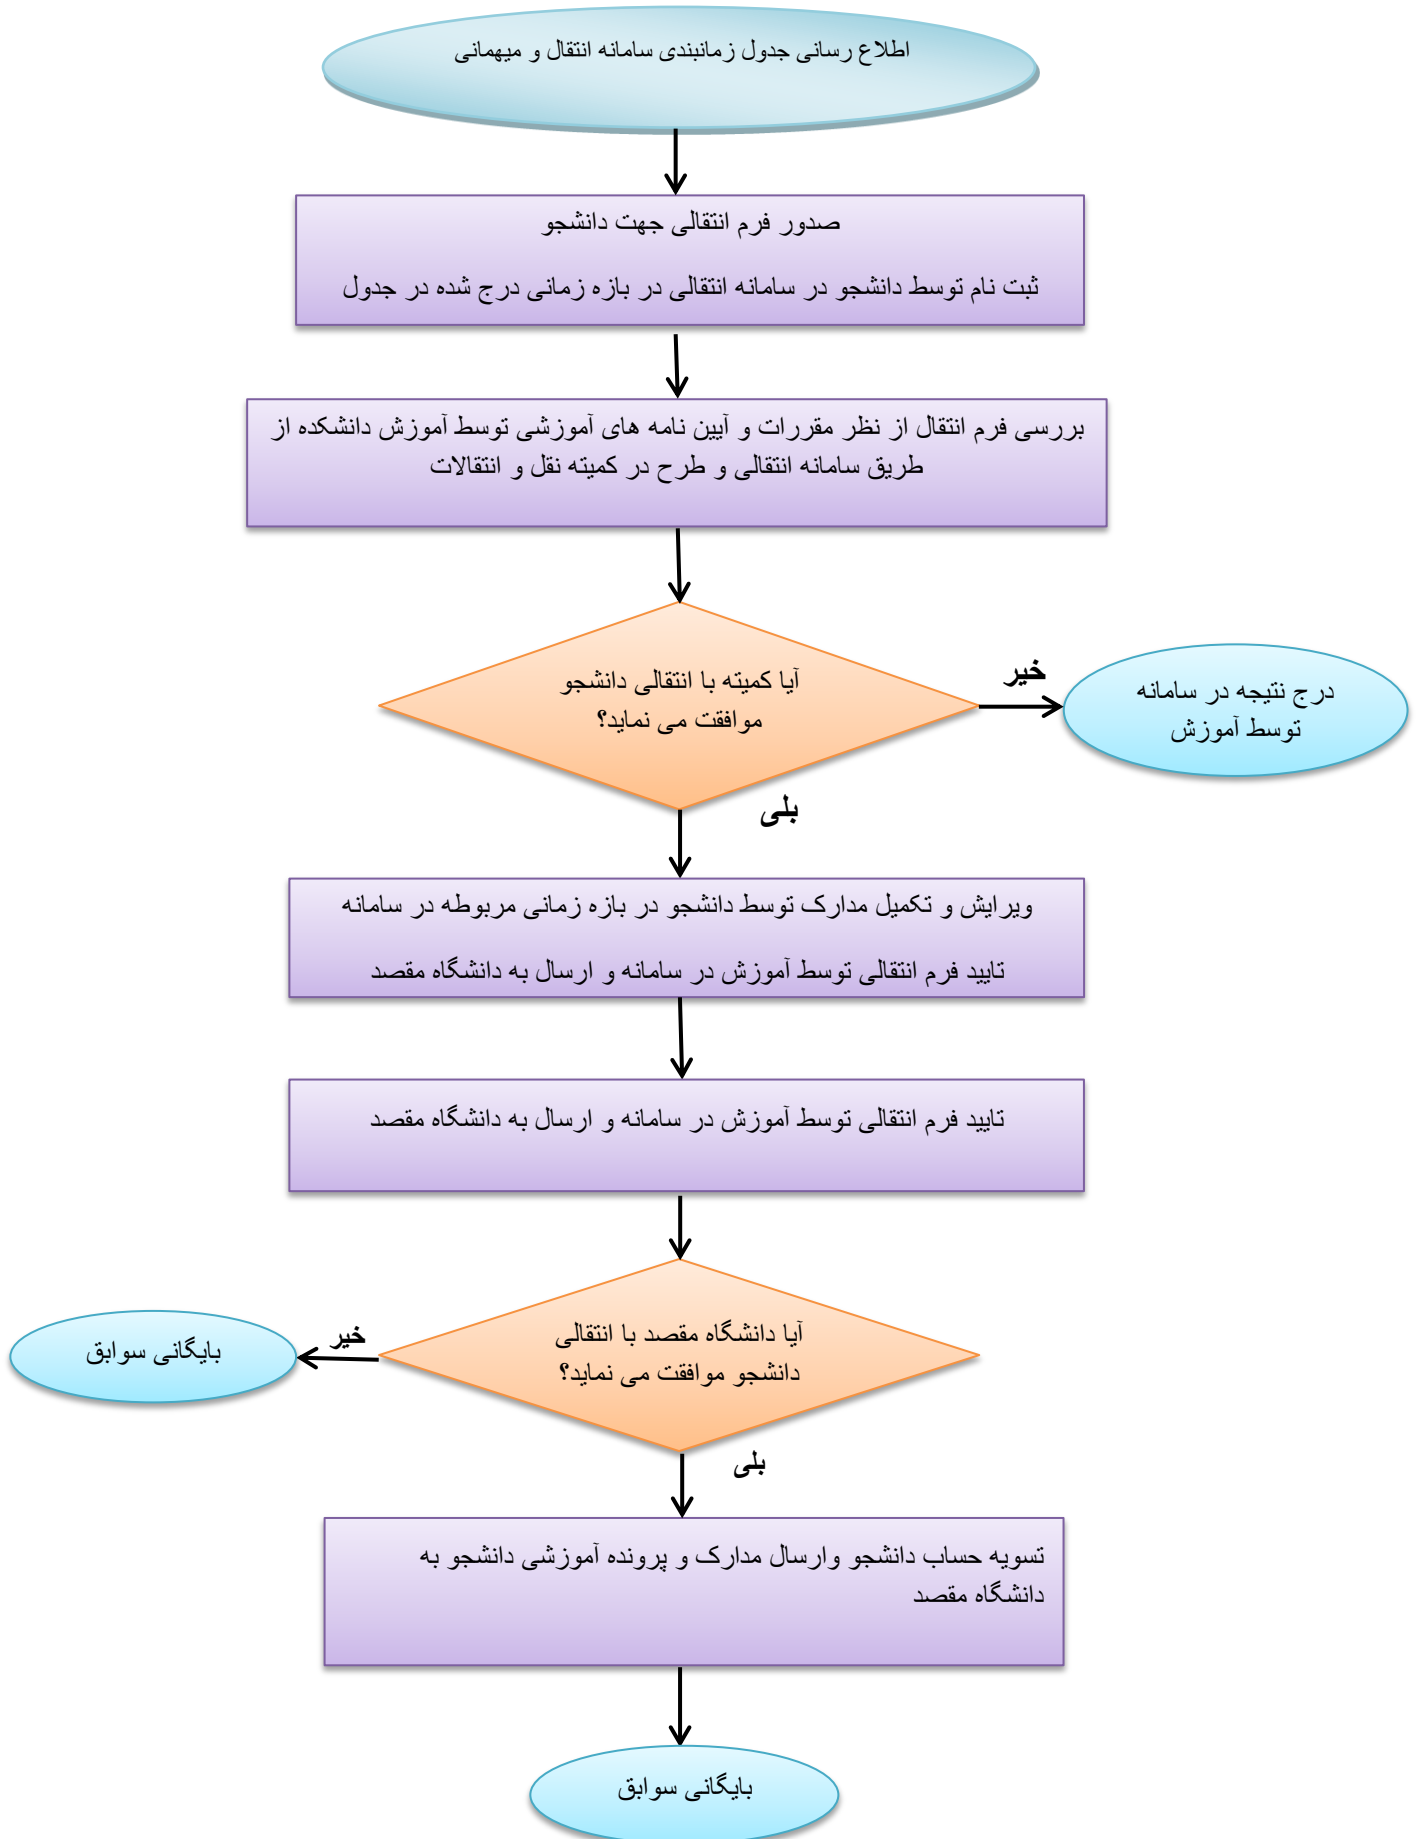 اطلاع رسانی جدول زمانبندی سامانه انتقال و میهمانی
صدور فرم انتقالی جهت دانشجو
ثبت نام توسط دانشجو در سامانه انتقالی در بازه زمانی درج شده در جدول
بررسی فرم انتقال از نظر مقررات و آیین نامه های آموزشی توسط آموزش دانشکده از
طریق سامانه انتقالی و طرح در کمیته نقل و انتقالات
آیا کمیته با انتقالی دانشجو
موافقت می نماید؟
خیر
درج نتیجه در سامانه
توسط آموزش
بلی
ویرایش و تکمیل مدارک توسط دانشجو در بازه زمانی مربوطه در سامانه
تایید فرم انتقالی توسط آموزش در سامانه و ارسال به دانشگاه مقصد
تایید فرم انتقالی توسط آموزش در سامانه و ارسال به دانشگاه مقصد
آیا دانشگاه مقصد با انتقالی
دانشجو موافقت می نماید؟
خیر
بایگانی سوابق
بلی
تسویه حساب دانشجو وارسال مدارک و پرونده آموزشی دانشجو به
دانشگاه مقصد
بایگانی سوابق